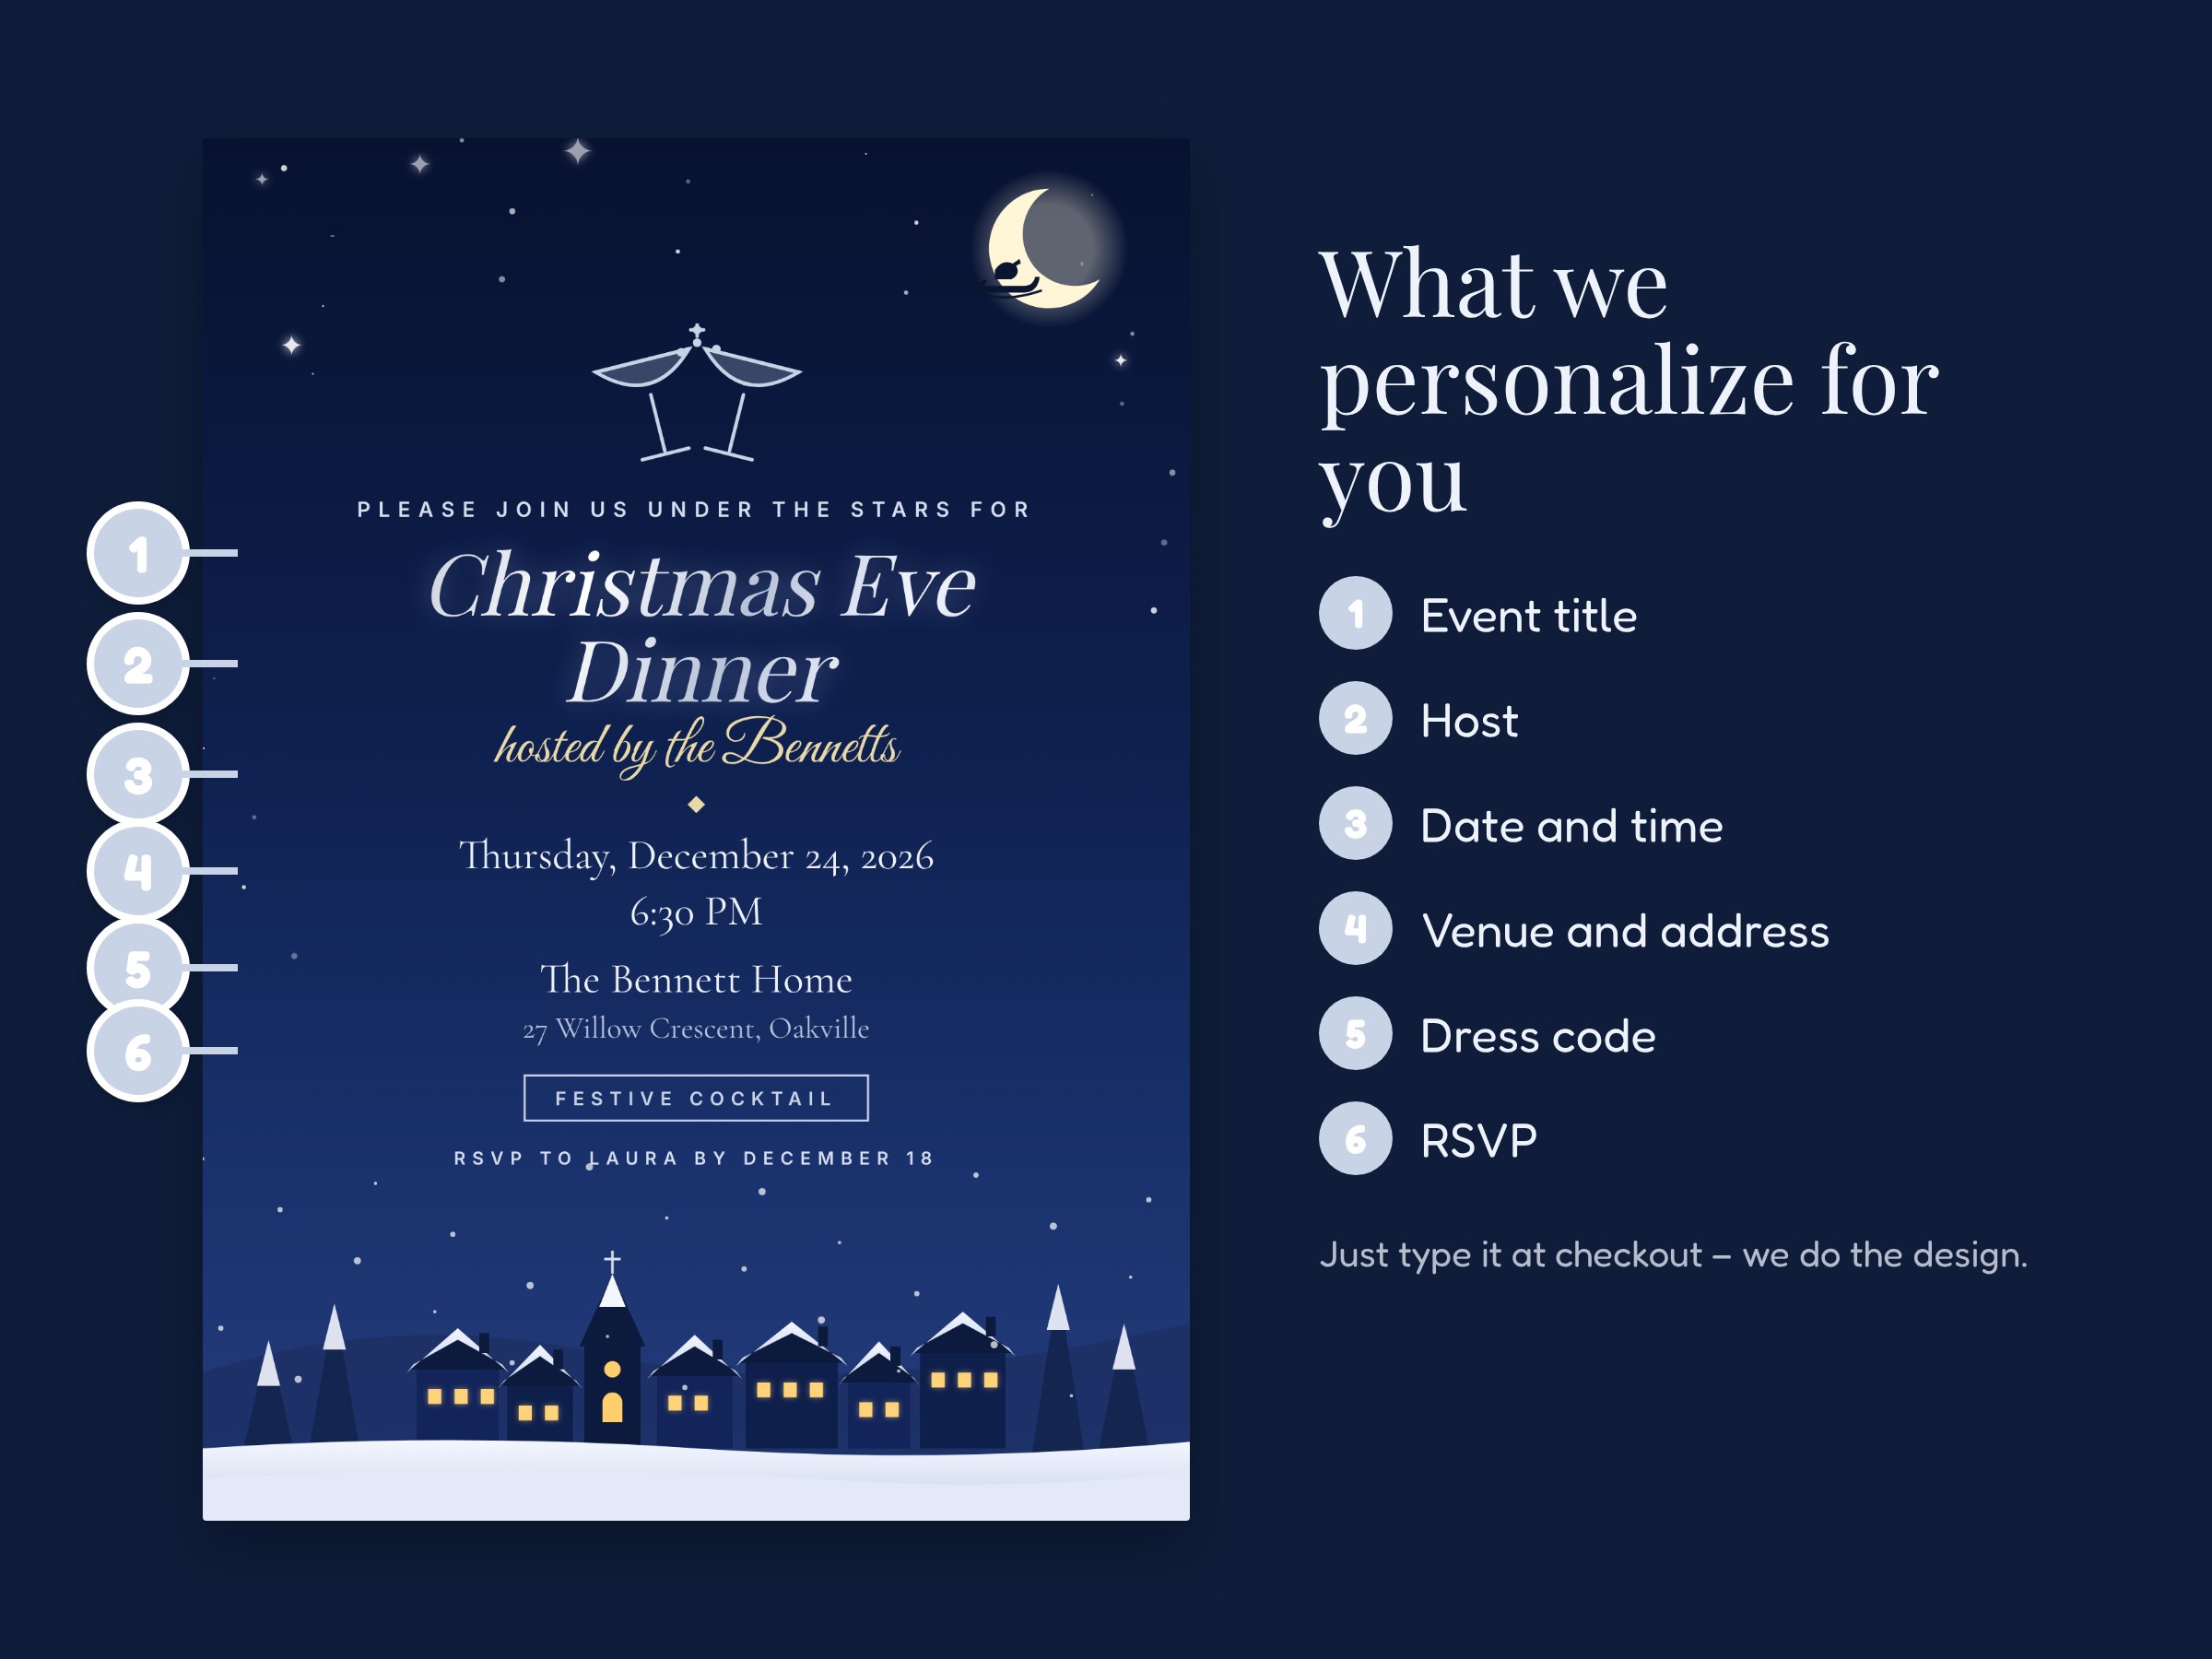 PLEASE JOIN US UNDER THE STARS FOR
Christmas Eve
Dinner
hosted by the Bennetts
Thursday, December 24, 2026
6:30 PM
The Bennett Home
27 Willow Crescent, Oakville
FESTIVE COCKTAIL
RSVP TO LAURA BY DECEMBER 18
1
2
3
4
5
6
What we
personalize for
you
1 Event title
2 Host
3 Date and time
4 Venue and address
5 Dress code
6 RSVP
Just type it at checkout – we do the design.